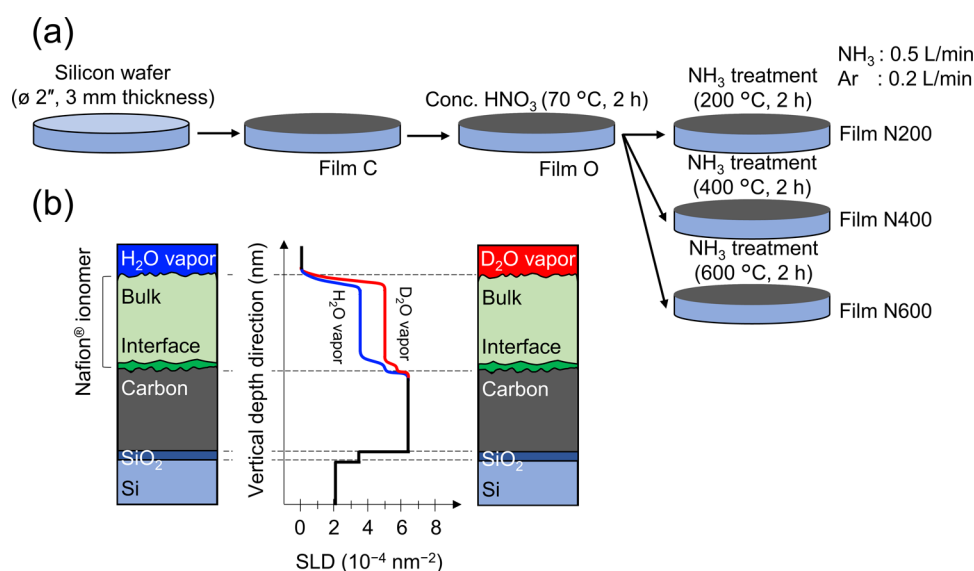 (a)
Silicon wafer
(ø 2″, 3 mm thickness)
Film C
Conc. HNO₃ (70 °C, 2 h)
Film O
NH₃ : 0.5 L/min
Ar : 0.2 L/min
NH₃ treatment
(200 °C, 2 h)
Film N200
NH₃ treatment
(400 °C, 2 h)
Film N400
NH₃ treatment
(600 °C, 2 h)
Film N600
(b)
Nafion® ionomer
H₂O vapor
Bulk
Interface
Carbon
SiO₂
Si
Vertical depth direction (nm)
H₂O vapor
D₂O vapor
0 2 4 6 8
SLD (10⁻⁴ nm⁻²)
D₂O vapor
Bulk
Interface
Carbon
SiO₂
Si